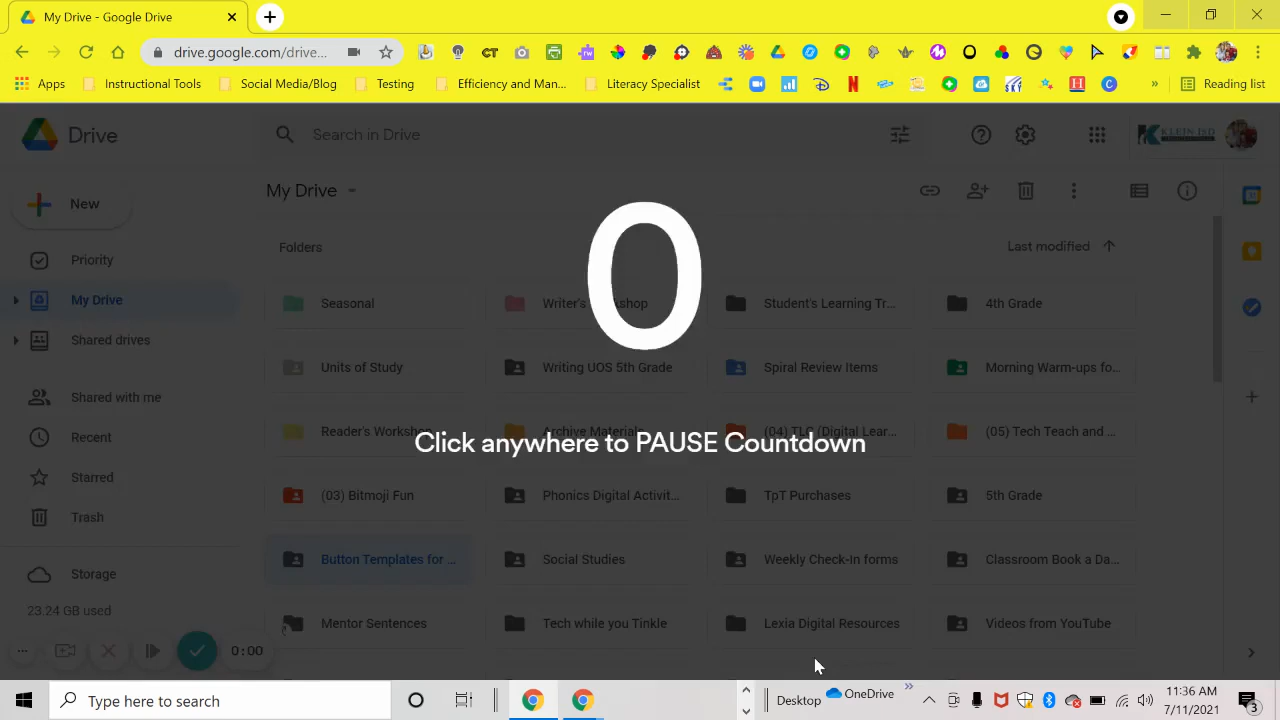 My Drive - Google Drive
drive.google.com/drive...
Apps
Instructional Tools
Social Media/Blog
Testing
Efficiency and Man...
Literacy Specialist
Reading list
Drive
Search in Drive
KLEIN ISD
New
My Drive
Priority
My Drive
Shared drives
Shared with me
Recent
Starred
Trash
Storage
23.24 GB used
Folders
Last modified
Seasonal
Student's Learning Tr...
4th Grade
Units of Study
Writing UOS 5th Grade
Spiral Review Items
Morning Warm-ups fo...
Reader's Workshop
Archive Materials
(04) TLC (Digital Lear...
(05) Tech Teach and ...
(03) Bitmoji Fun
Phonics Digital Activit...
TpT Purchases
5th Grade
Button Templates for ...
Social Studies
Weekly Check-In forms
Classroom Book a Da...
Mentor Sentences
Tech while you Tinkle
Lexia Digital Resources
Videos from YouTube
0
Click anywhere to PAUSE Countdown
0:00
Type here to search
Desktop
OneDrive
11:36 AM
7/11/2021
3